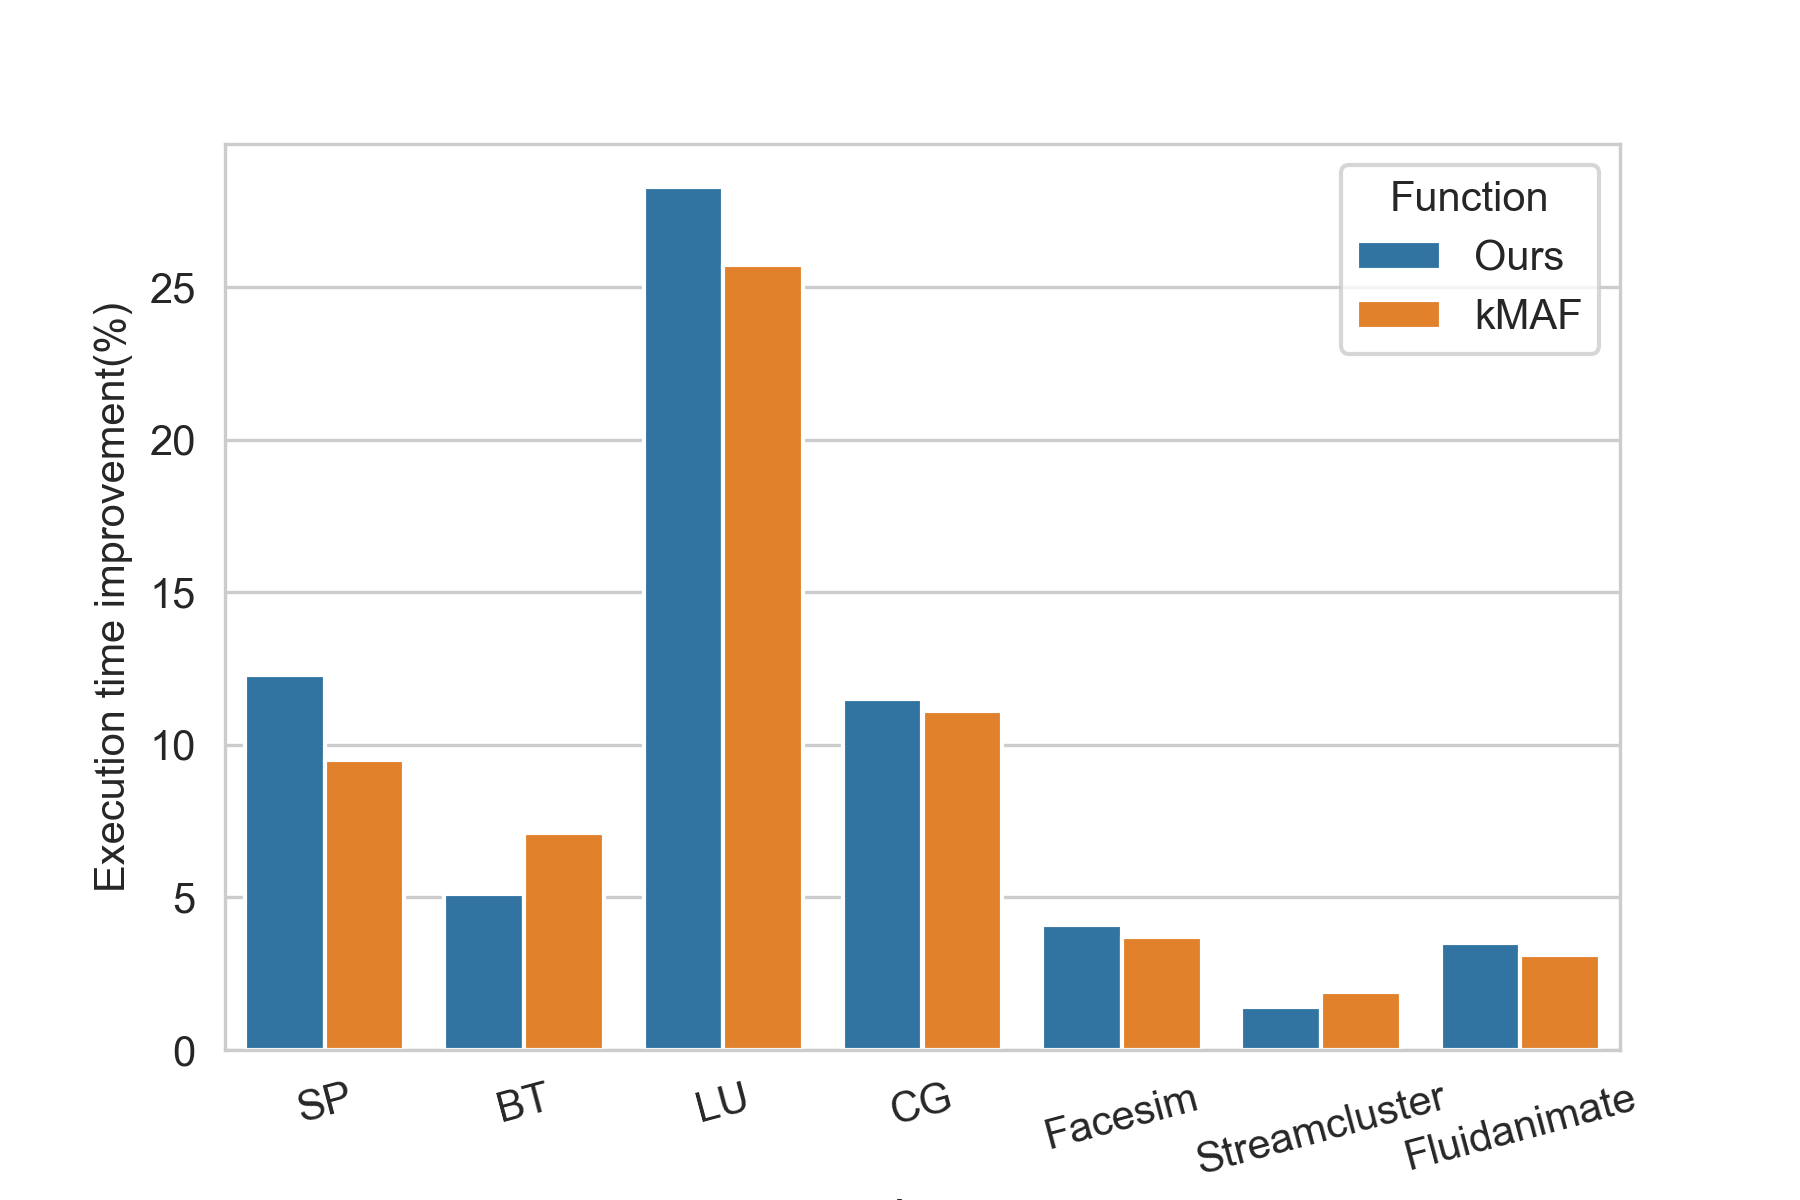 Function
Ours
kMAF
Execution time improvement(%)
25
20
15
10
5
0
SP
BT
LU
CG
Facesim
Streamcluster
Fluidanimate